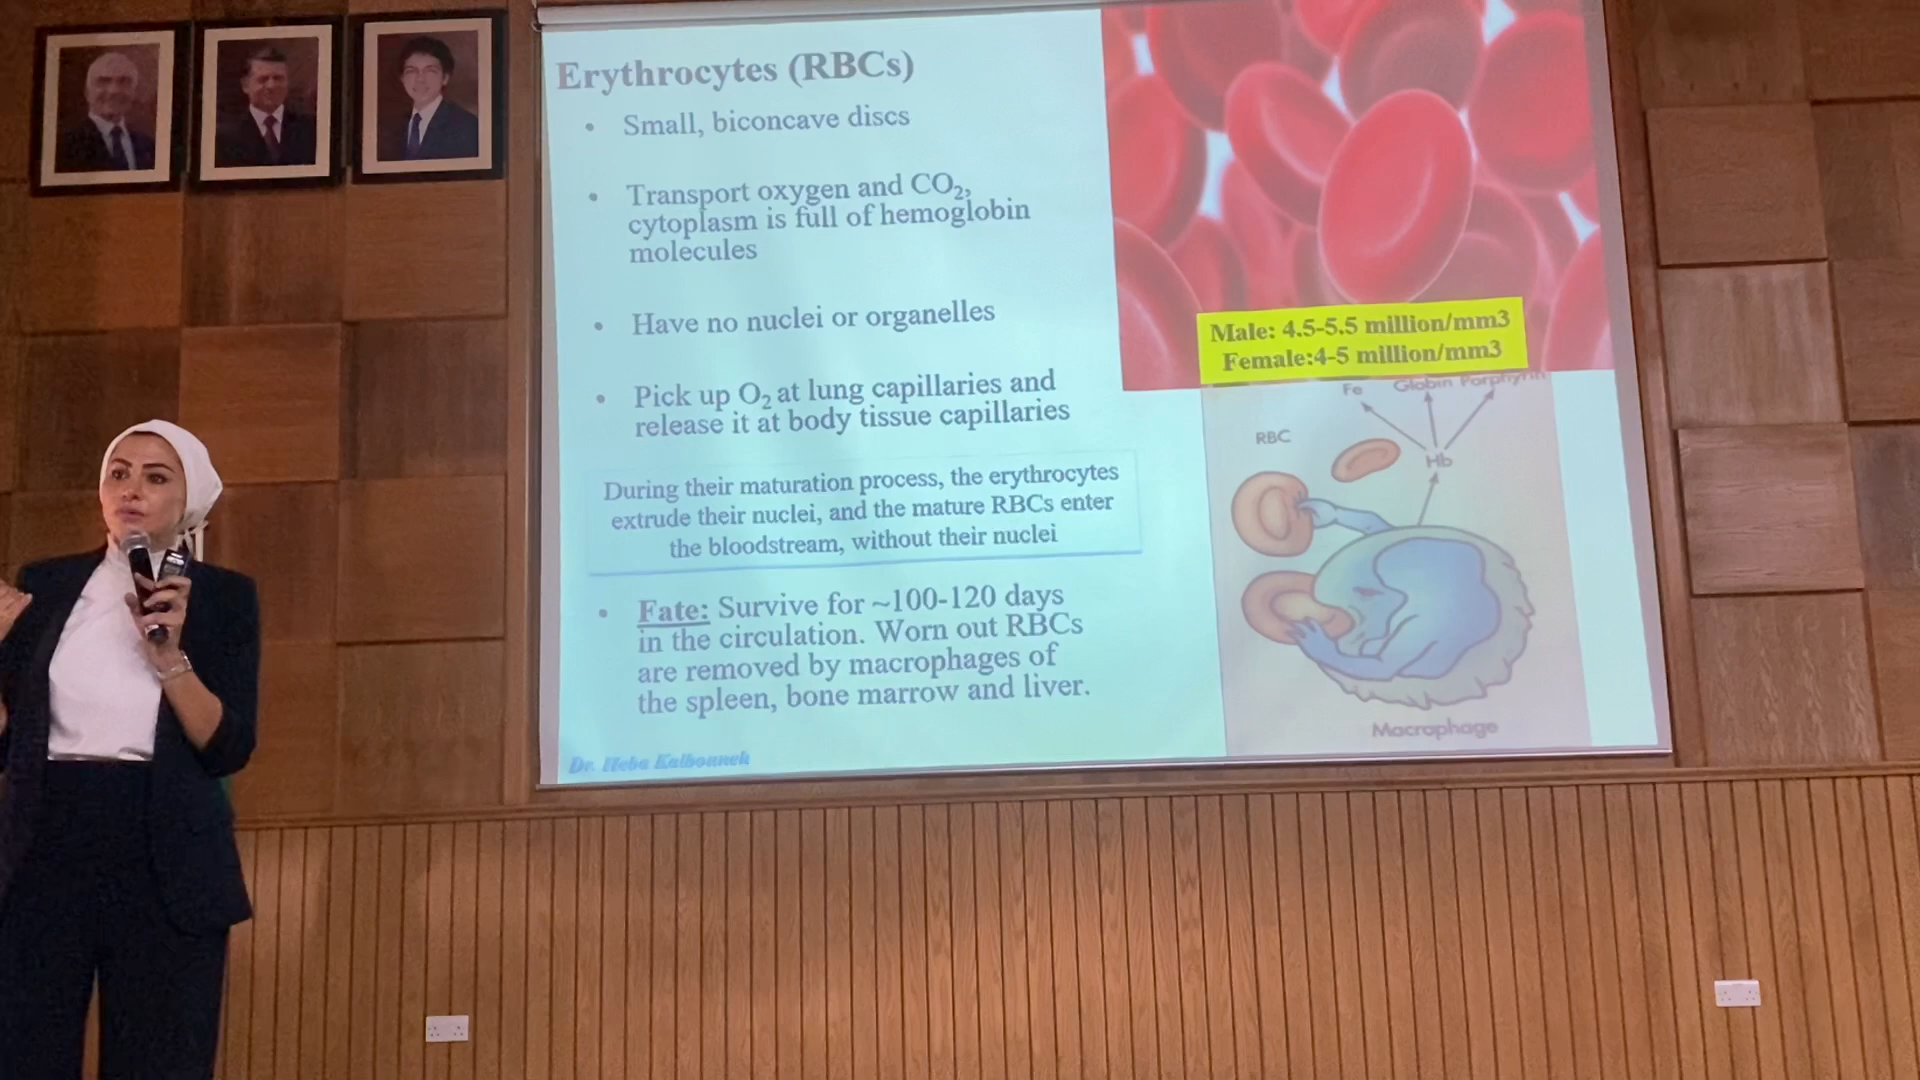 Erythrocytes (RBCs)
• Small, biconcave discs
• Transport oxygen and CO₂,
cytoplasm is full of hemoglobin
molecules
• Have no nuclei or organelles
• Pick up O₂ at lung capillaries and
release it at body tissue capillaries
During their maturation process, the erythrocytes
extrude their nuclei, and the mature RBCs enter
the bloodstream, without their nuclei
• Fate: Survive for ~100-120 days
in the circulation. Worn out RBCs
are removed by macrophages of
the spleen, bone marrow and liver.
Dr. Heba Kalbouneh
Male: 4.5-5.5 million/mm3
Female:4-5 million/mm3
Fe Globin Porphyrin
RBC
Hb
Macrophage